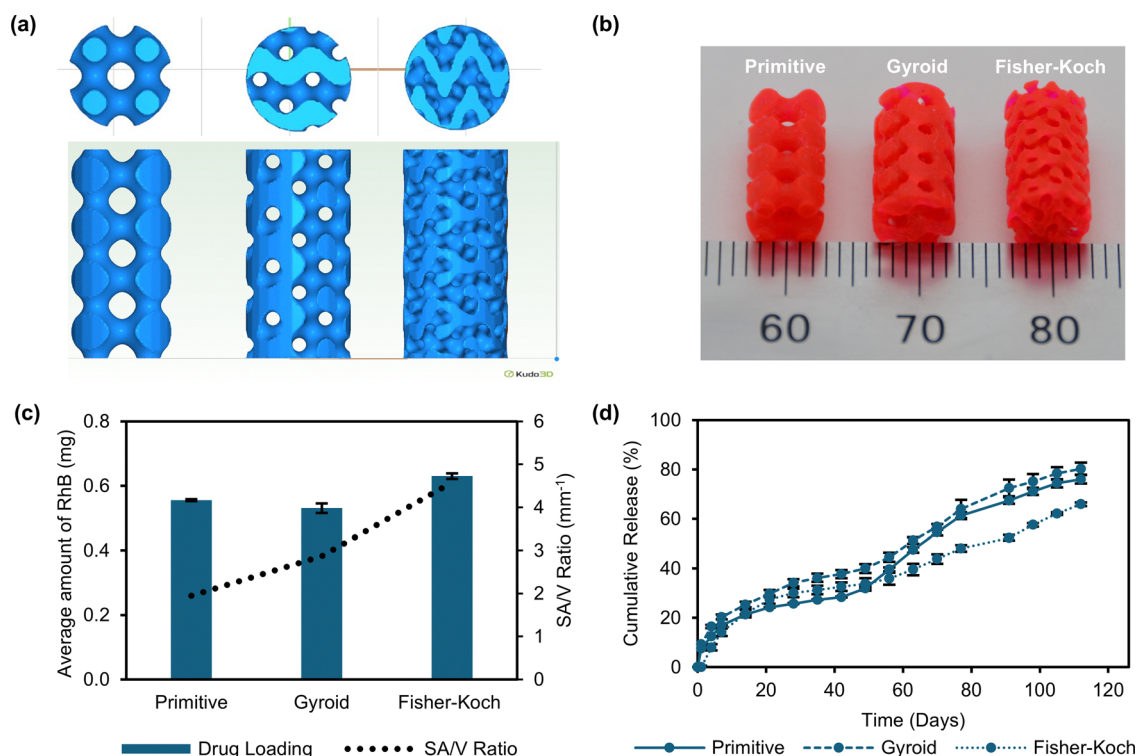 (a)
Kudo3D
(b)
Primitive Gyroid Fisher-Koch
60 70 80
(c)
Average amount of RhB (mg)
0.8
0.6
0.4
0.2
0.0
6
5
4
3
2
1
0
SA/V Ratio (mm-1)
Primitive Gyroid Fisher-Koch
Drug Loading SA/V Ratio
(d)
Cumulative Release (%)
100
80
60
40
20
0
0 20 40 60 80 100 120
Time (Days)
Primitive Gyroid Fisher-Koch